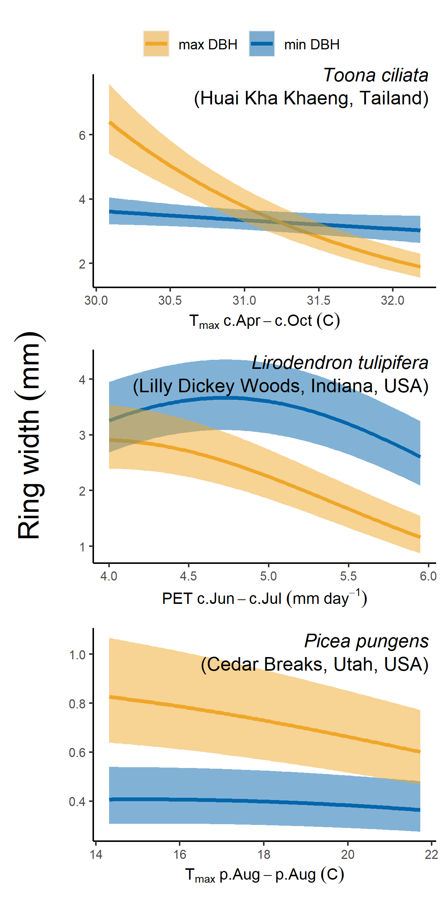 max DBH min DBH
Toona ciliata
(Huai Kha Khaeng, Tailand)
6
4
2
30.0 30.5 31.0 31.5 32.0
Tmax c.Apr – c.Oct (C)
Ring width (mm)
Lirodendron tulipifera
(Lilly Dickey Woods, Indiana, USA)
4
3
2
1
4.0 4.5 5.0 5.5 6.0
PET c.Jun – c.Jul (mm day⁻¹)
Picea pungens
(Cedar Breaks, Utah, USA)
1.0
0.8
0.6
0.4
14 16 18 20 22
Tmax p.Aug – p.Aug (C)